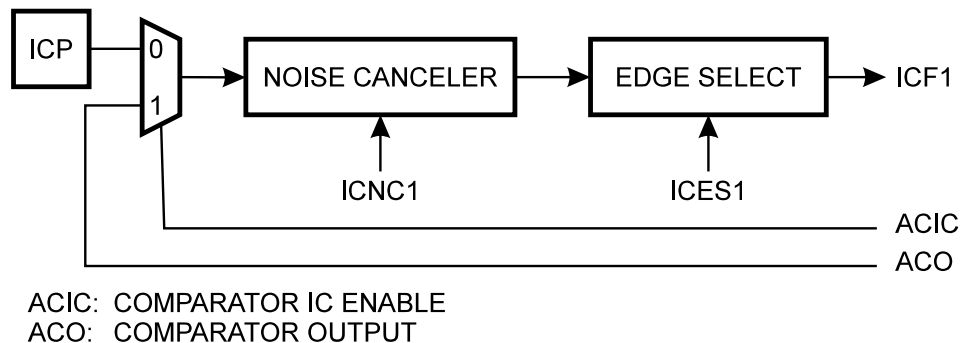 ICP
0
1
NOISE CANCELER
EDGE SELECT
ICF1
ICNC1
ICES1
ACIC
ACO
ACIC: COMPARATOR IC ENABLE
ACO: COMPARATOR OUTPUT